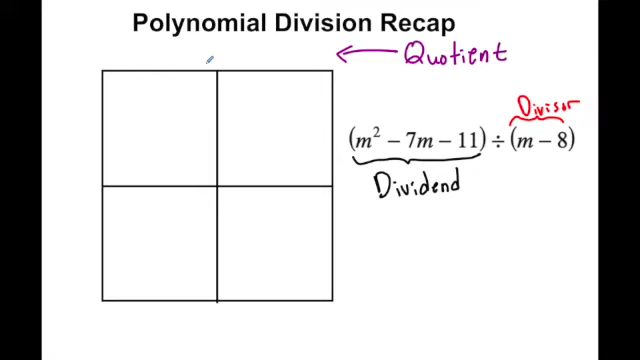 Polynomial Division Recap
Quotient
Divisor
(m² − 7m − 11) ÷ (m − 8)
Dividend